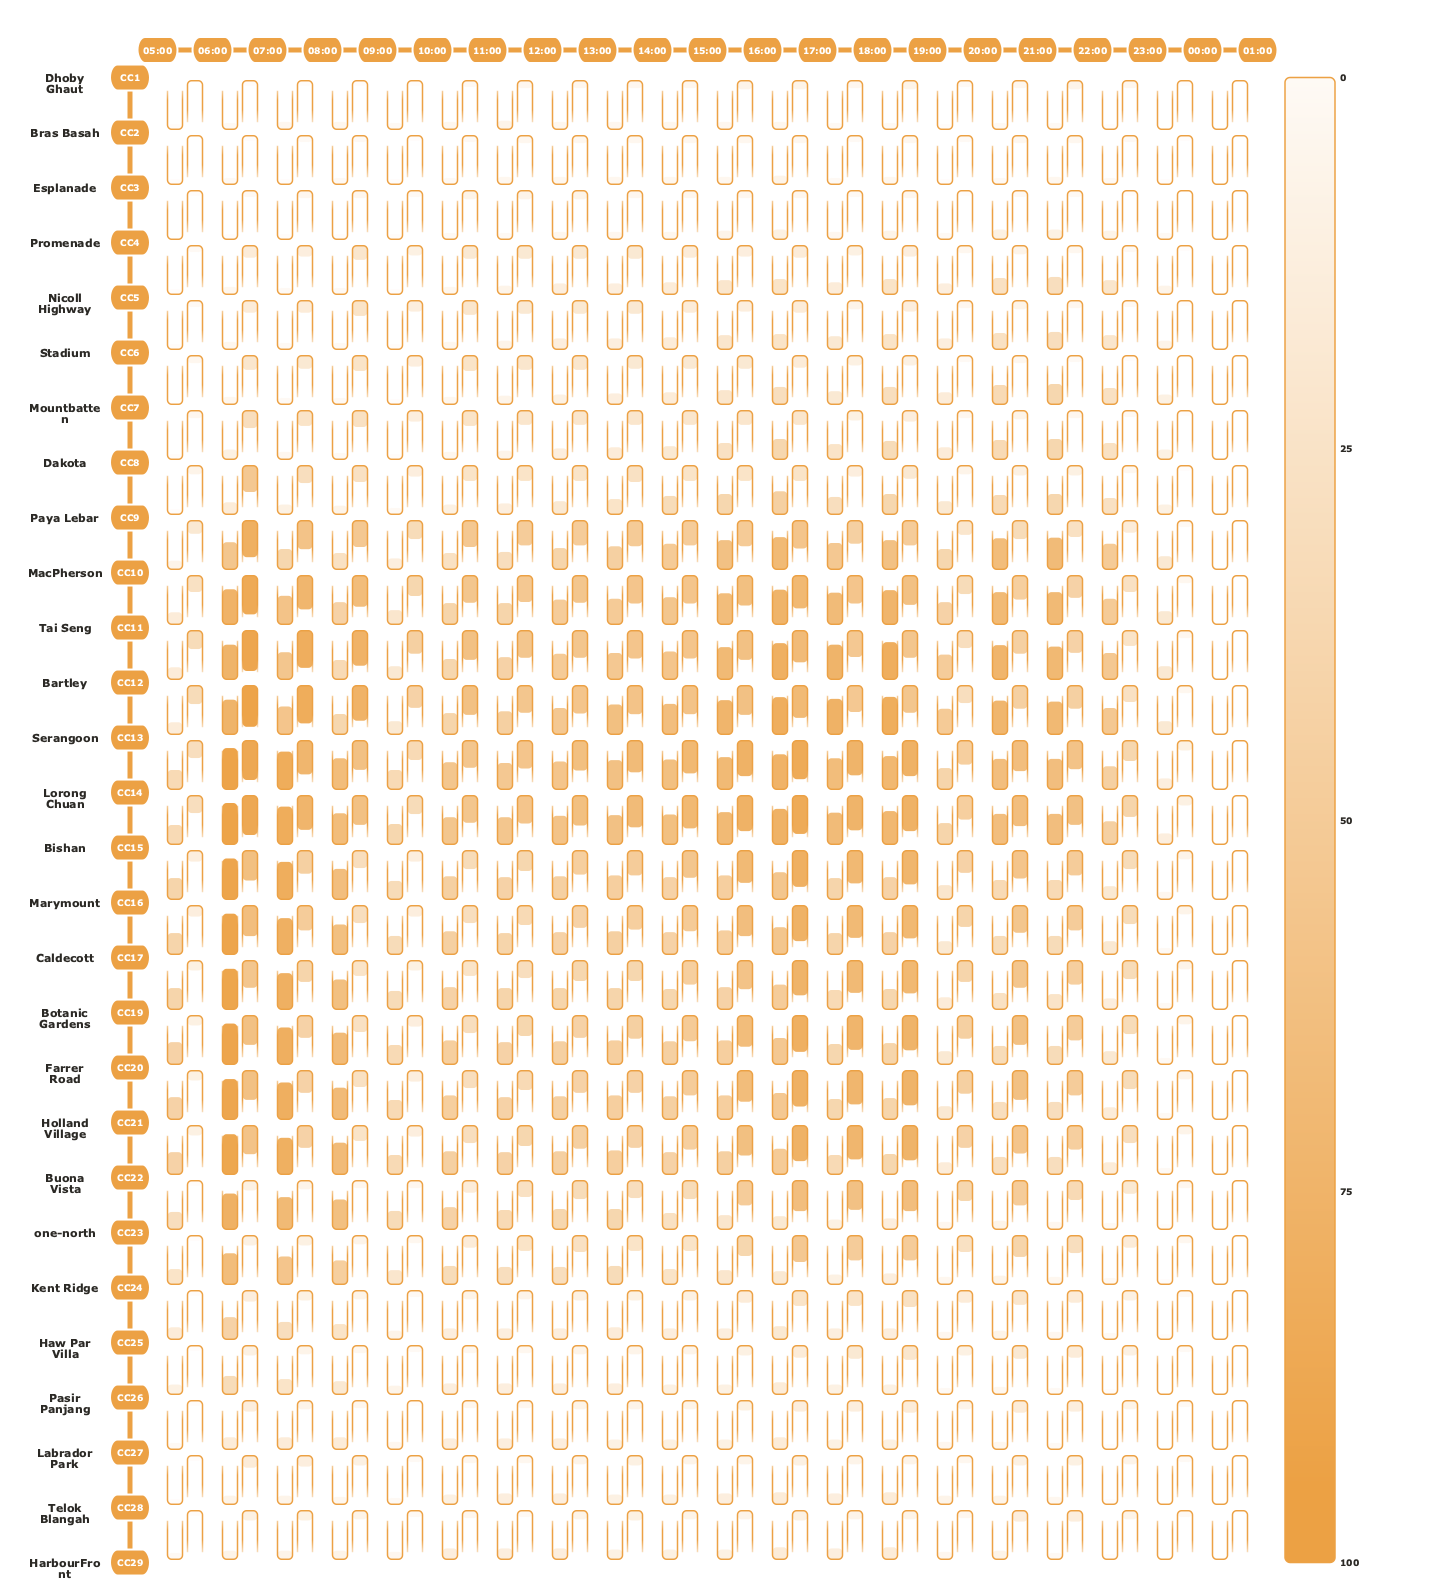 05:00 06:00 07:00 08:00 09:00 10:00 11:00 12:00 13:00 14:00 15:00 16:00 17:00 18:00 19:00 20:00 21:00 22:00 23:00 00:00 01:00
Dhoby
Ghaut
CC1
0
Bras Basah CC2
Esplanade CC3
Promenade CC4
Nicoll
Highway
CC5
Stadium CC6
Mountbatte
n
CC7
25
Dakota CC8
Paya Lebar CC9
MacPherson CC10
Tai Seng CC11
Bartley CC12
Serangoon CC13
Lorong
Chuan
CC14
50
Bishan CC15
Marymount CC16
Caldecott CC17
Botanic
Gardens
CC19
Farrer
Road
CC20
Holland
Village
CC21
Buona
Vista
CC22
75
one-north CC23
Kent Ridge CC24
Haw Par
Villa
CC25
Pasir
Panjang
CC26
Labrador
Park
CC27
Telok
Blangah
CC28
HarbourFro
nt
CC29
100